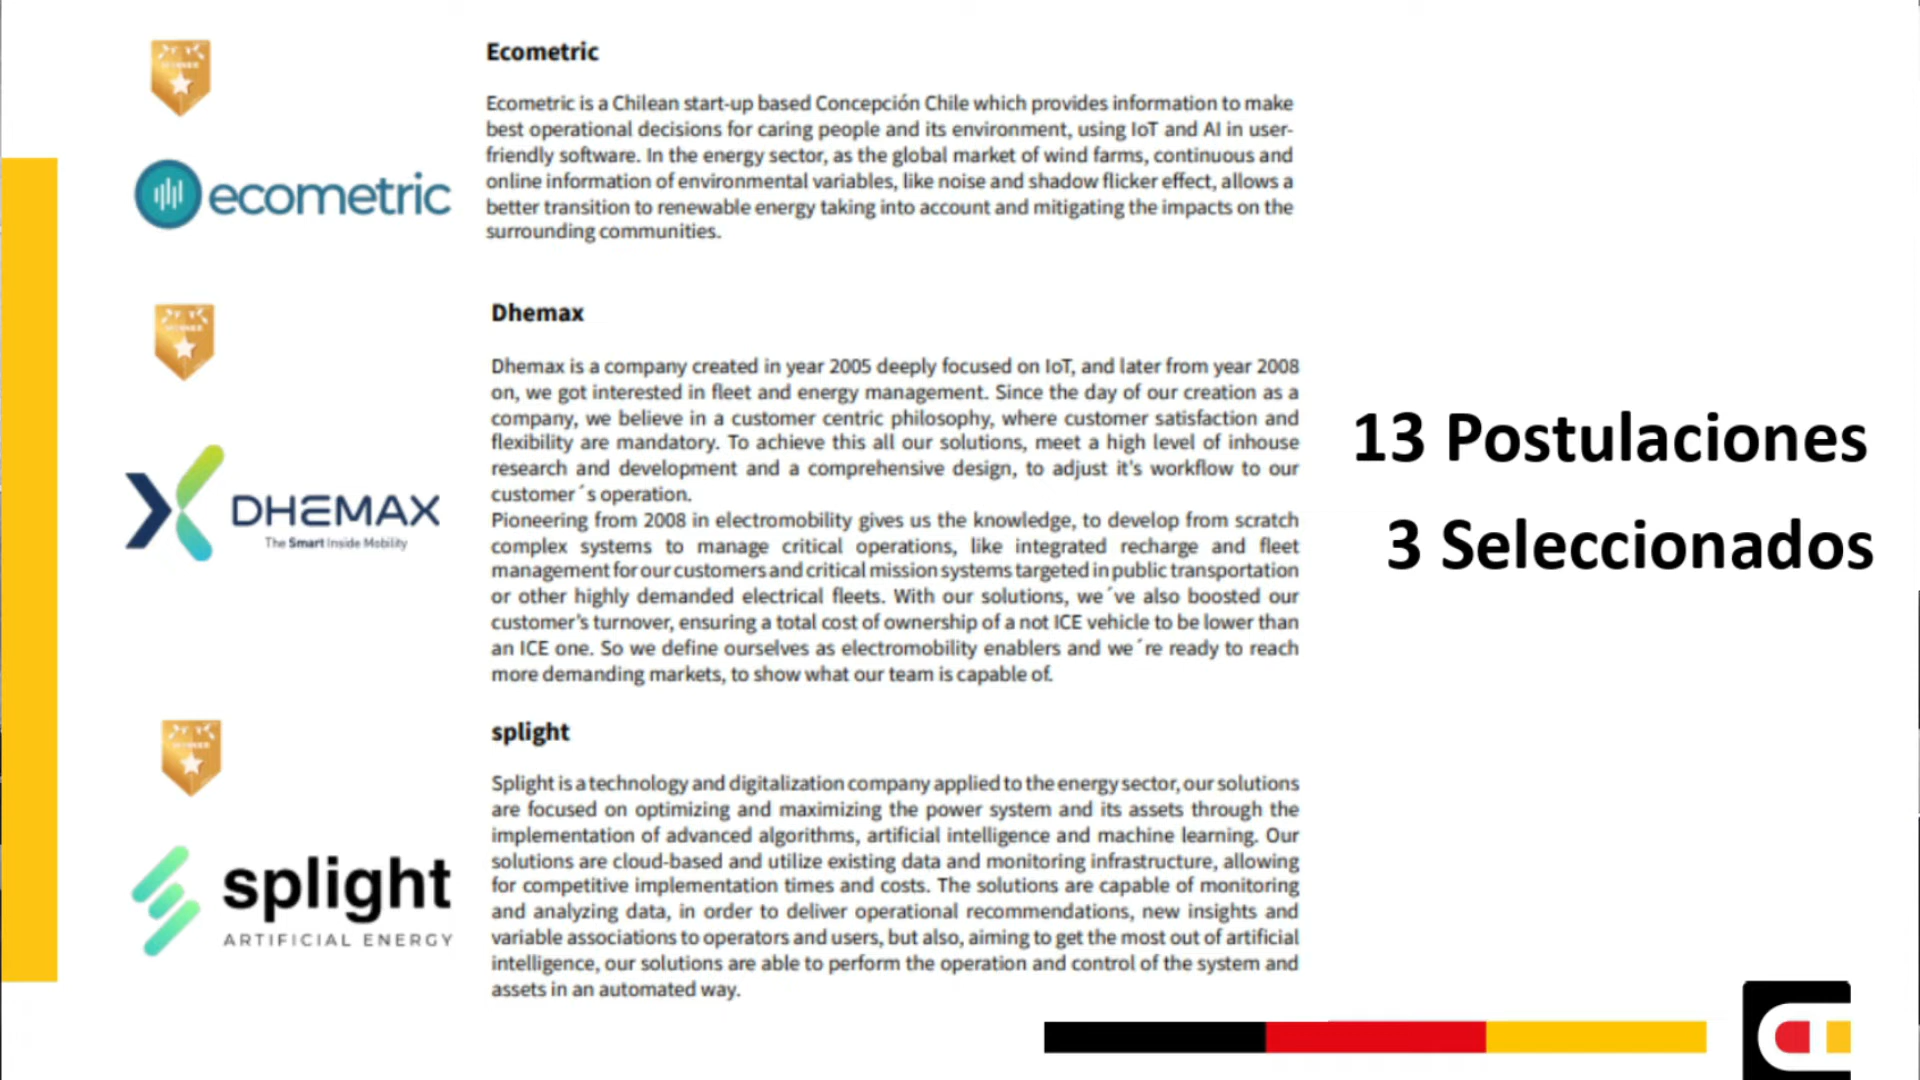 WINNER
ecometric
Ecometric
Ecometric is a Chilean start-up based Concepción Chile which provides information to make
best operational decisions for caring people and its environment, using IoT and AI in user-
friendly software. In the energy sector, as the global market of wind farms, continuous and
online information of environmental variables, like noise and shadow flicker effect, allows a
better transition to renewable energy taking into account and mitigating the impacts on the
surrounding communities.
WINNER
DHEMAX
The Smart Inside Mobility
Dhemax
Dhemax is a company created in year 2005 deeply focused on IoT, and later from year 2008
on, we got interested in fleet and energy management. Since the day of our creation as a
company, we believe in a customer centric philosophy, where customer satisfaction and
flexibility are mandatory. To achieve this all our solutions, meet a high level of inhouse
research and development and a comprehensive design, to adjust it's workflow to our
customer´s operation.
Pioneering from 2008 in electromobility gives us the knowledge, to develop from scratch
complex systems to manage critical operations, like integrated recharge and fleet
management for our customers and critical mission systems targeted in public transportation
or other highly demanded electrical fleets. With our solutions, we´ve also boosted our
customer's turnover, ensuring a total cost of ownership of a not ICE vehicle to be lower than
an ICE one. So we define ourselves as electromobility enablers and we´re ready to reach
more demanding markets, to show what our team is capable of.
WINNER
splight
ARTIFICIAL ENERGY
splight
Splight is a technology and digitalization company applied to the energy sector, our solutions
are focused on optimizing and maximizing the power system and its assets through the
implementation of advanced algorithms, artificial intelligence and machine learning. Our
solutions are cloud-based and utilize existing data and monitoring infrastructure, allowing
for competitive implementation times and costs. The solutions are capable of monitoring
and analyzing data, in order to deliver operational recommendations, new insights and
variable associations to operators and users, but also, aiming to get the most out of artificial
intelligence, our solutions are able to perform the operation and control of the system and
assets in an automated way.
13 Postulaciones
3 Seleccionados